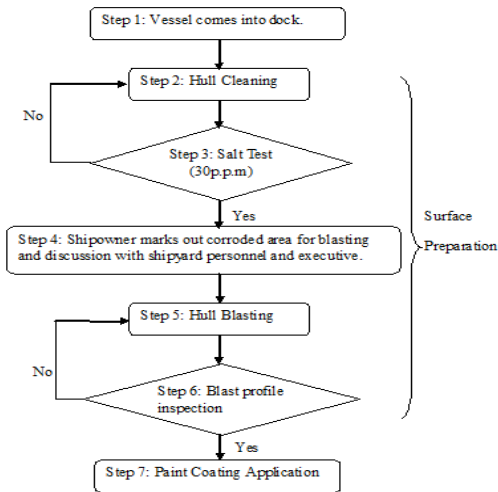 Step 1: Vessel comes into dock.
Step 2: Hull Cleaning
No
Step 3: Salt Test
(30p.p.m)
Yes
Surface
Preparation
Step 4: Shipowner marks out corroded area for blasting
and discussion with shipyard personnel and executive.
Step 5: Hull Blasting
No
Step 6: Blast profile
inspection
Yes
Step 7: Paint Coating Application